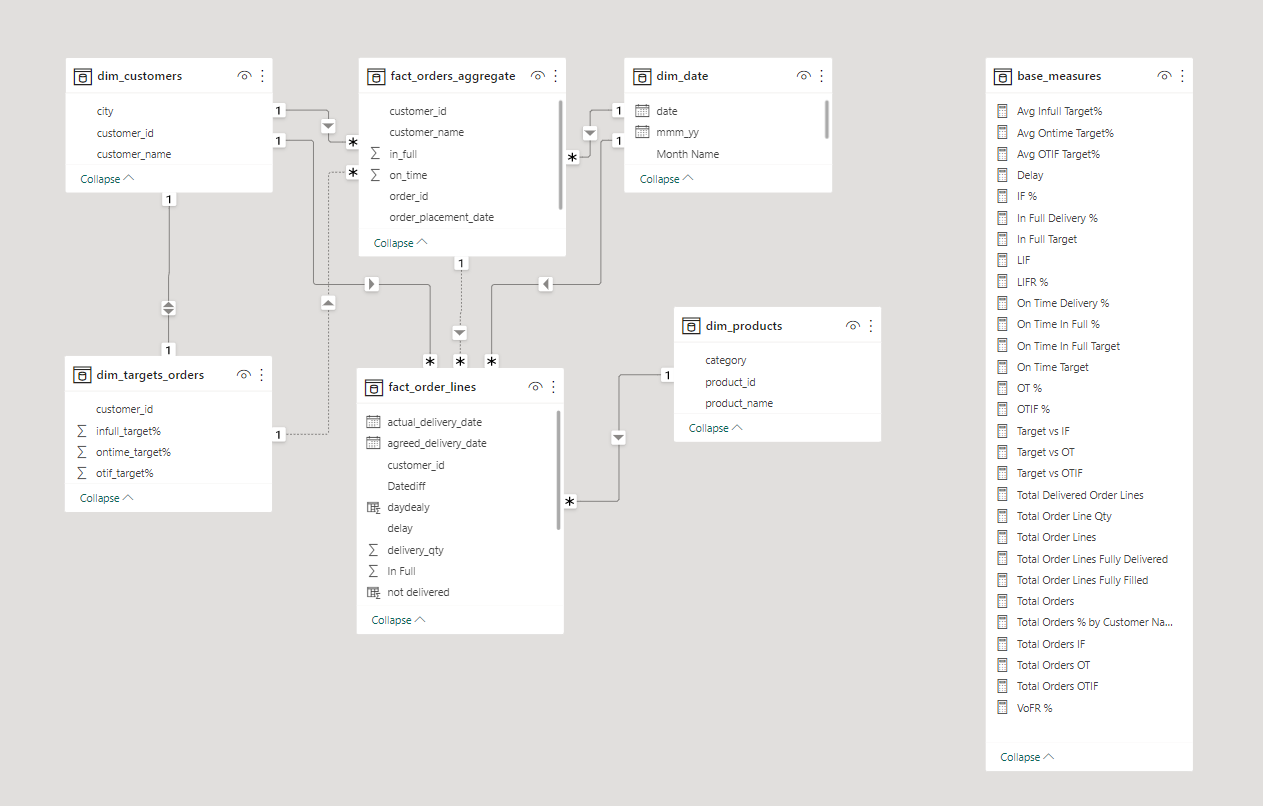 dim_customers
city
customer_id
customer_name
Collapse
1
1
1
fact_orders_aggregate
customer_id
customer_name
in_full
on_time
order_id
order_placement_date
Collapse
*
*
*
1
dim_date
date
mmm_yy
Month Name
Collapse
1
1
dim_targets_orders
customer_id
infull_target%
ontime_target%
otif_target%
Collapse
1
1
fact_order_lines
actual_delivery_date
agreed_delivery_date
customer_id
Datediff
daydealy
delay
delivery_qty
In Full
not delivered
Collapse
*
*
*
*
dim_products
category
product_id
product_name
Collapse
1
base_measures
Avg Infull Target%
Avg Ontime Target%
Avg OTIF Target%
Delay
IF %
In Full Delivery %
In Full Target
LIF
LIFR %
On Time Delivery %
On Time In Full %
On Time In Full Target
On Time Target
OT %
OTIF %
Target vs IF
Target vs OT
Target vs OTIF
Total Delivered Order Lines
Total Order Line Qty
Total Order Lines
Total Order Lines Fully Delivered
Total Order Lines Fully Filled
Total Orders
Total Orders % by Customer Na...
Total Orders IF
Total Orders OT
Total Orders OTIF
VoFR %
Collapse